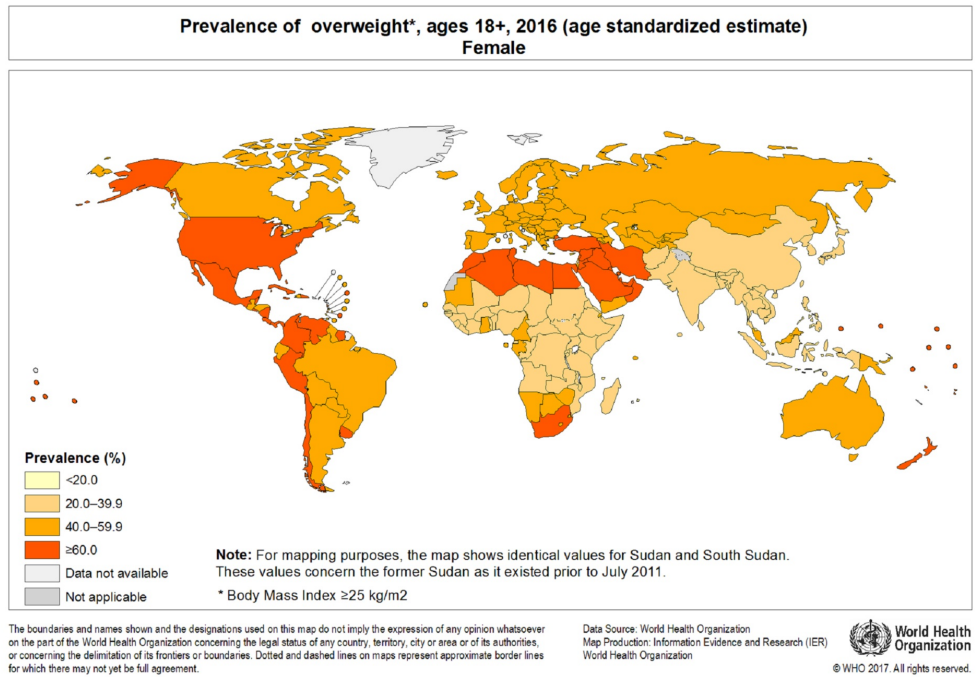 Prevalence of overweight*, ages 18+, 2016 (age standardized estimate)
Female
Prevalence (%)
<20.0
20.0–39.9
40.0–59.9
≥60.0
Data not available
Not applicable
Note: For mapping purposes, the map shows identical values for Sudan and South Sudan.
These values concern the former Sudan as it existed prior to July 2011.
* Body Mass Index ≥25 kg/m2
The boundaries and names shown and the designations used on this map do not imply the expression of any opinion whatsoever
on the part of the World Health Organization concerning the legal status of any country, territory, city or area or of its authorities,
or concerning the delimitation of its frontiers or boundaries. Dotted and dashed lines on maps represent approximate border lines
for which there may not yet be full agreement.
Data Source: World Health Organization
Map Production: Information Evidence and Research (IER)
World Health Organization
World Health
Organization
© WHO 2017. All rights reserved.